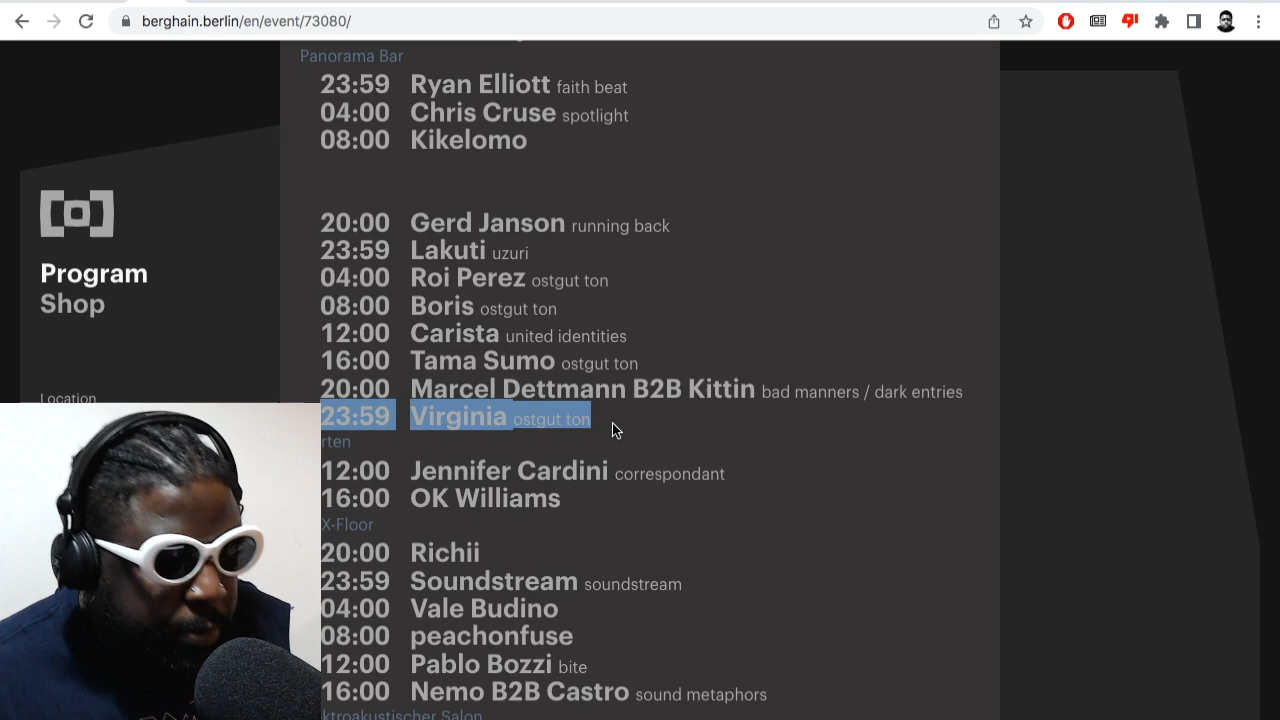 berghain.berlin/en/event/73080/
Panorama Bar
23:59 Ryan Elliott faith beat
04:00 Chris Cruse spotlight
08:00 Kikelomo
Program
Shop
Location
20:00 Gerd Janson running back
23:59 Lakuti uzuri
04:00 Roi Perez ostgut ton
08:00 Boris ostgut ton
12:00 Carista united identities
16:00 Tama Sumo ostgut ton
20:00 Marcel Dettmann B2B Kittin bad manners / dark entries
23:59 Virginia ostgut ton
rten
12:00 Jennifer Cardini correspondant
16:00 OK Williams
X-Floor
20:00 Richii
23:59 Soundstream soundstream
04:00 Vale Budino
08:00 peachonfuse
12:00 Pablo Bozzi bite
16:00 Nemo B2B Castro sound metaphors
ktroakustischer Salon